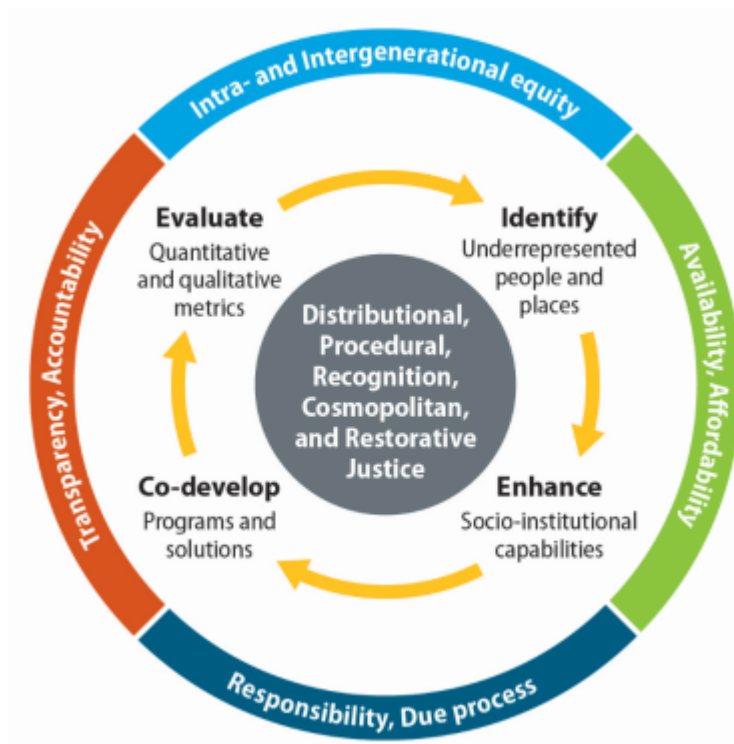 Intra- and Intergenerational equity
Evaluate
Quantitative
and qualitative
metrics
Identify
Underrepresented
people and
places
Transparency, Accountability
Distributional,
Procedural,
Recognition,
Cosmopolitan,
and Restorative
Justice
Availability, Affordability
Co-develop
Programs and
solutions
Enhance
Socio-institutional
capabilities
Responsibility, Due process